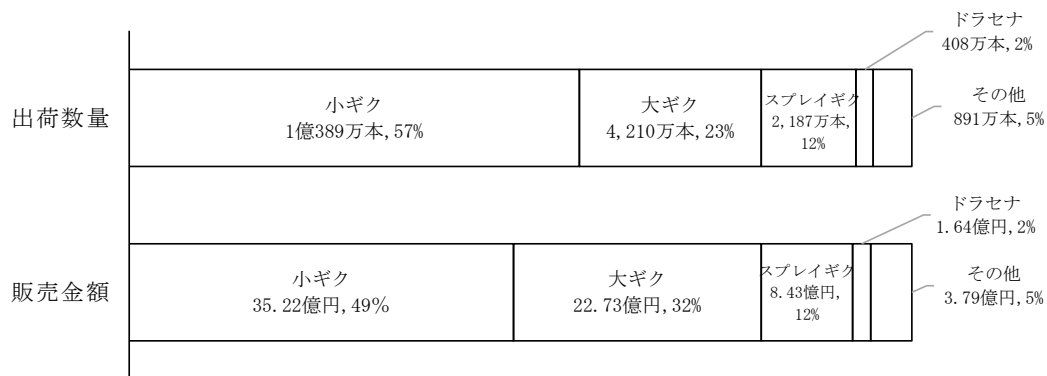 出荷数量
小ギク
1億389万本, 57%
大ギク
4,210万本, 23%
スプレイギク
2,187万本,
12%
ドラセナ
408万本, 2%
その他
891万本, 5%
販売金額
小ギク
35.22億円, 49%
大ギク
22.73億円, 32%
スプレイギク
8.43億円,
12%
ドラセナ
1.64億円, 2%
その他
3.79億円, 5%